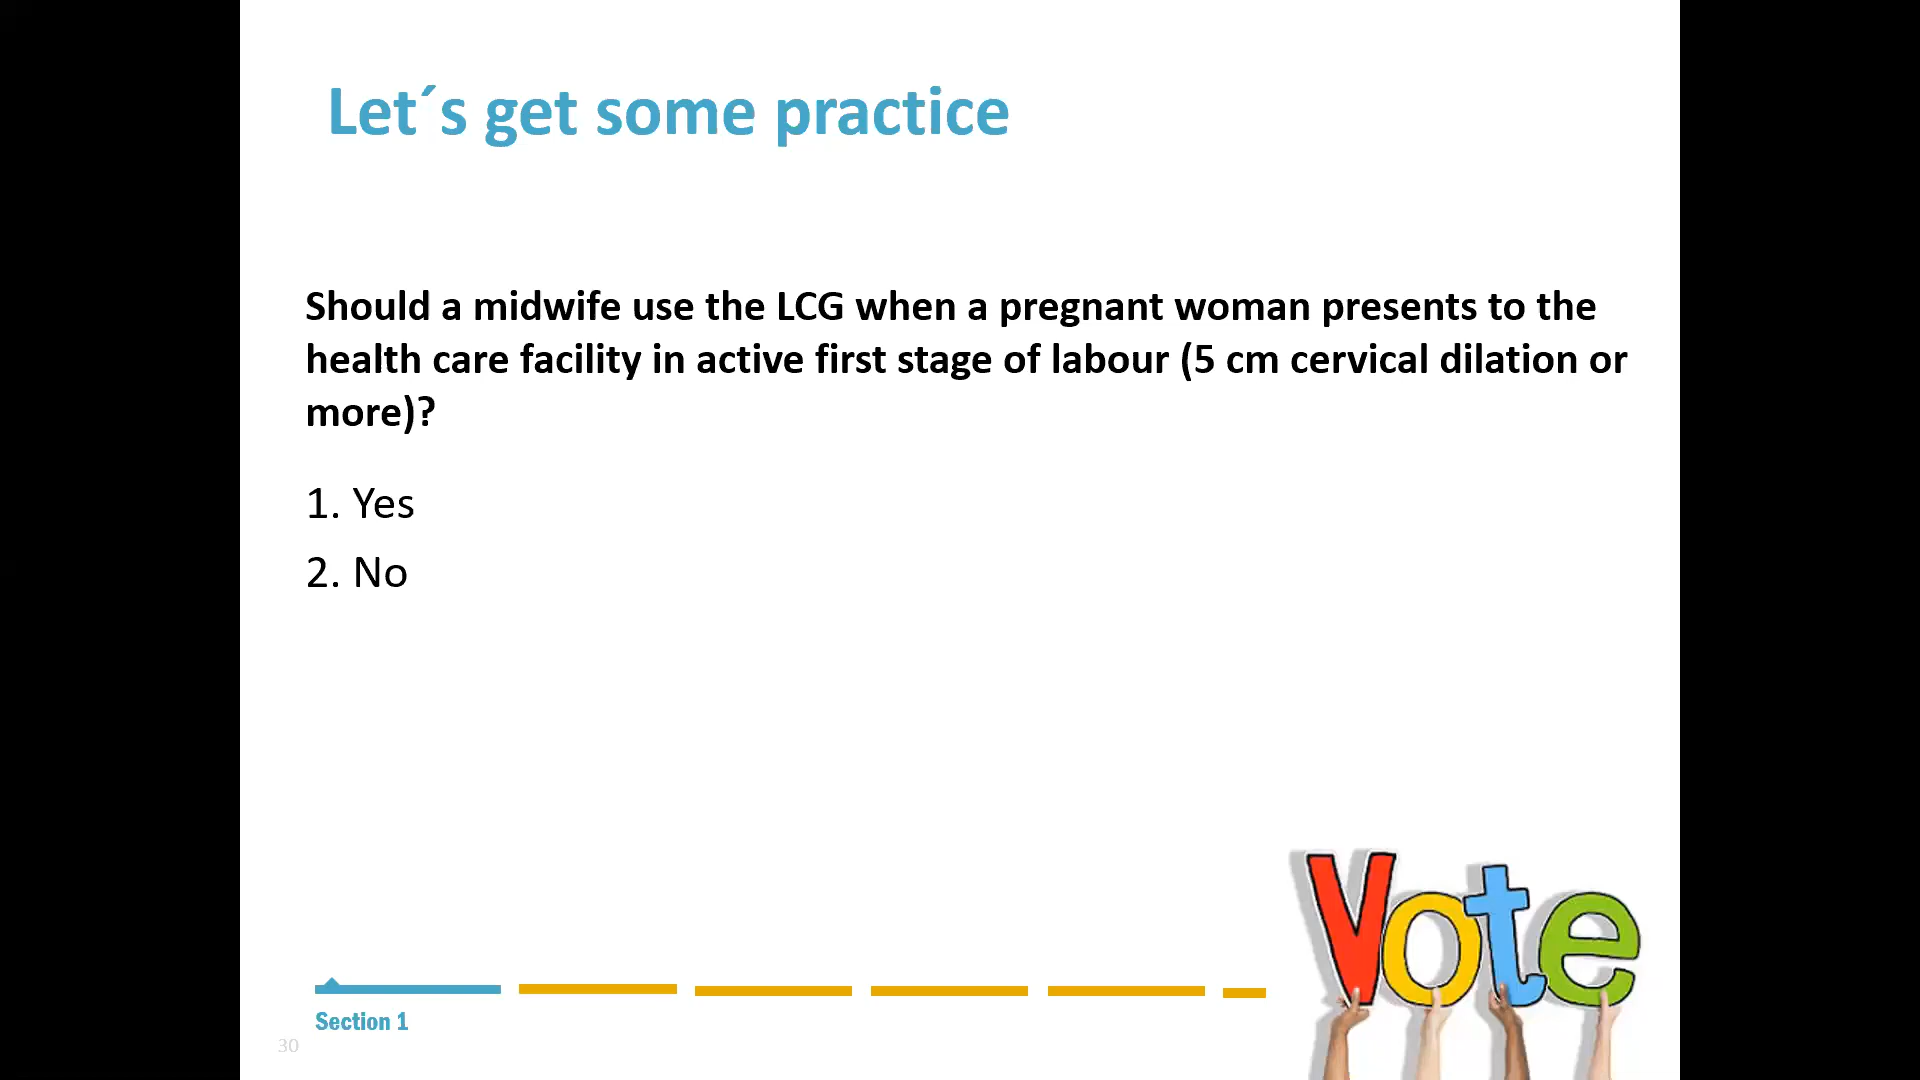 Let´s get some practice
Should a midwife use the LCG when a pregnant woman presents to the
health care facility in active first stage of labour (5 cm cervical dilation or
more)?
1. Yes
2. No
Vote
Section 1
30